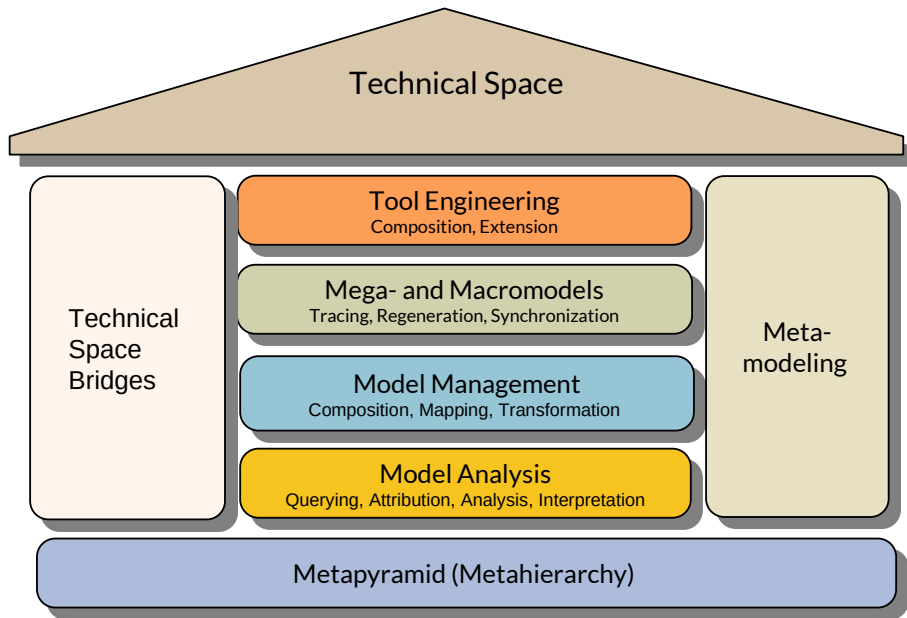 Technical Space
Technical
Space
Bridges
Tool Engineering
Composition, Extension
Mega- and Macromodels
Tracing, Regeneration, Synchronization
Model Management
Composition, Mapping, Transformation
Model Analysis
Querying, Attribution, Analysis, Interpretation
Meta-
modeling
Metapyramid (Metahierarchy)